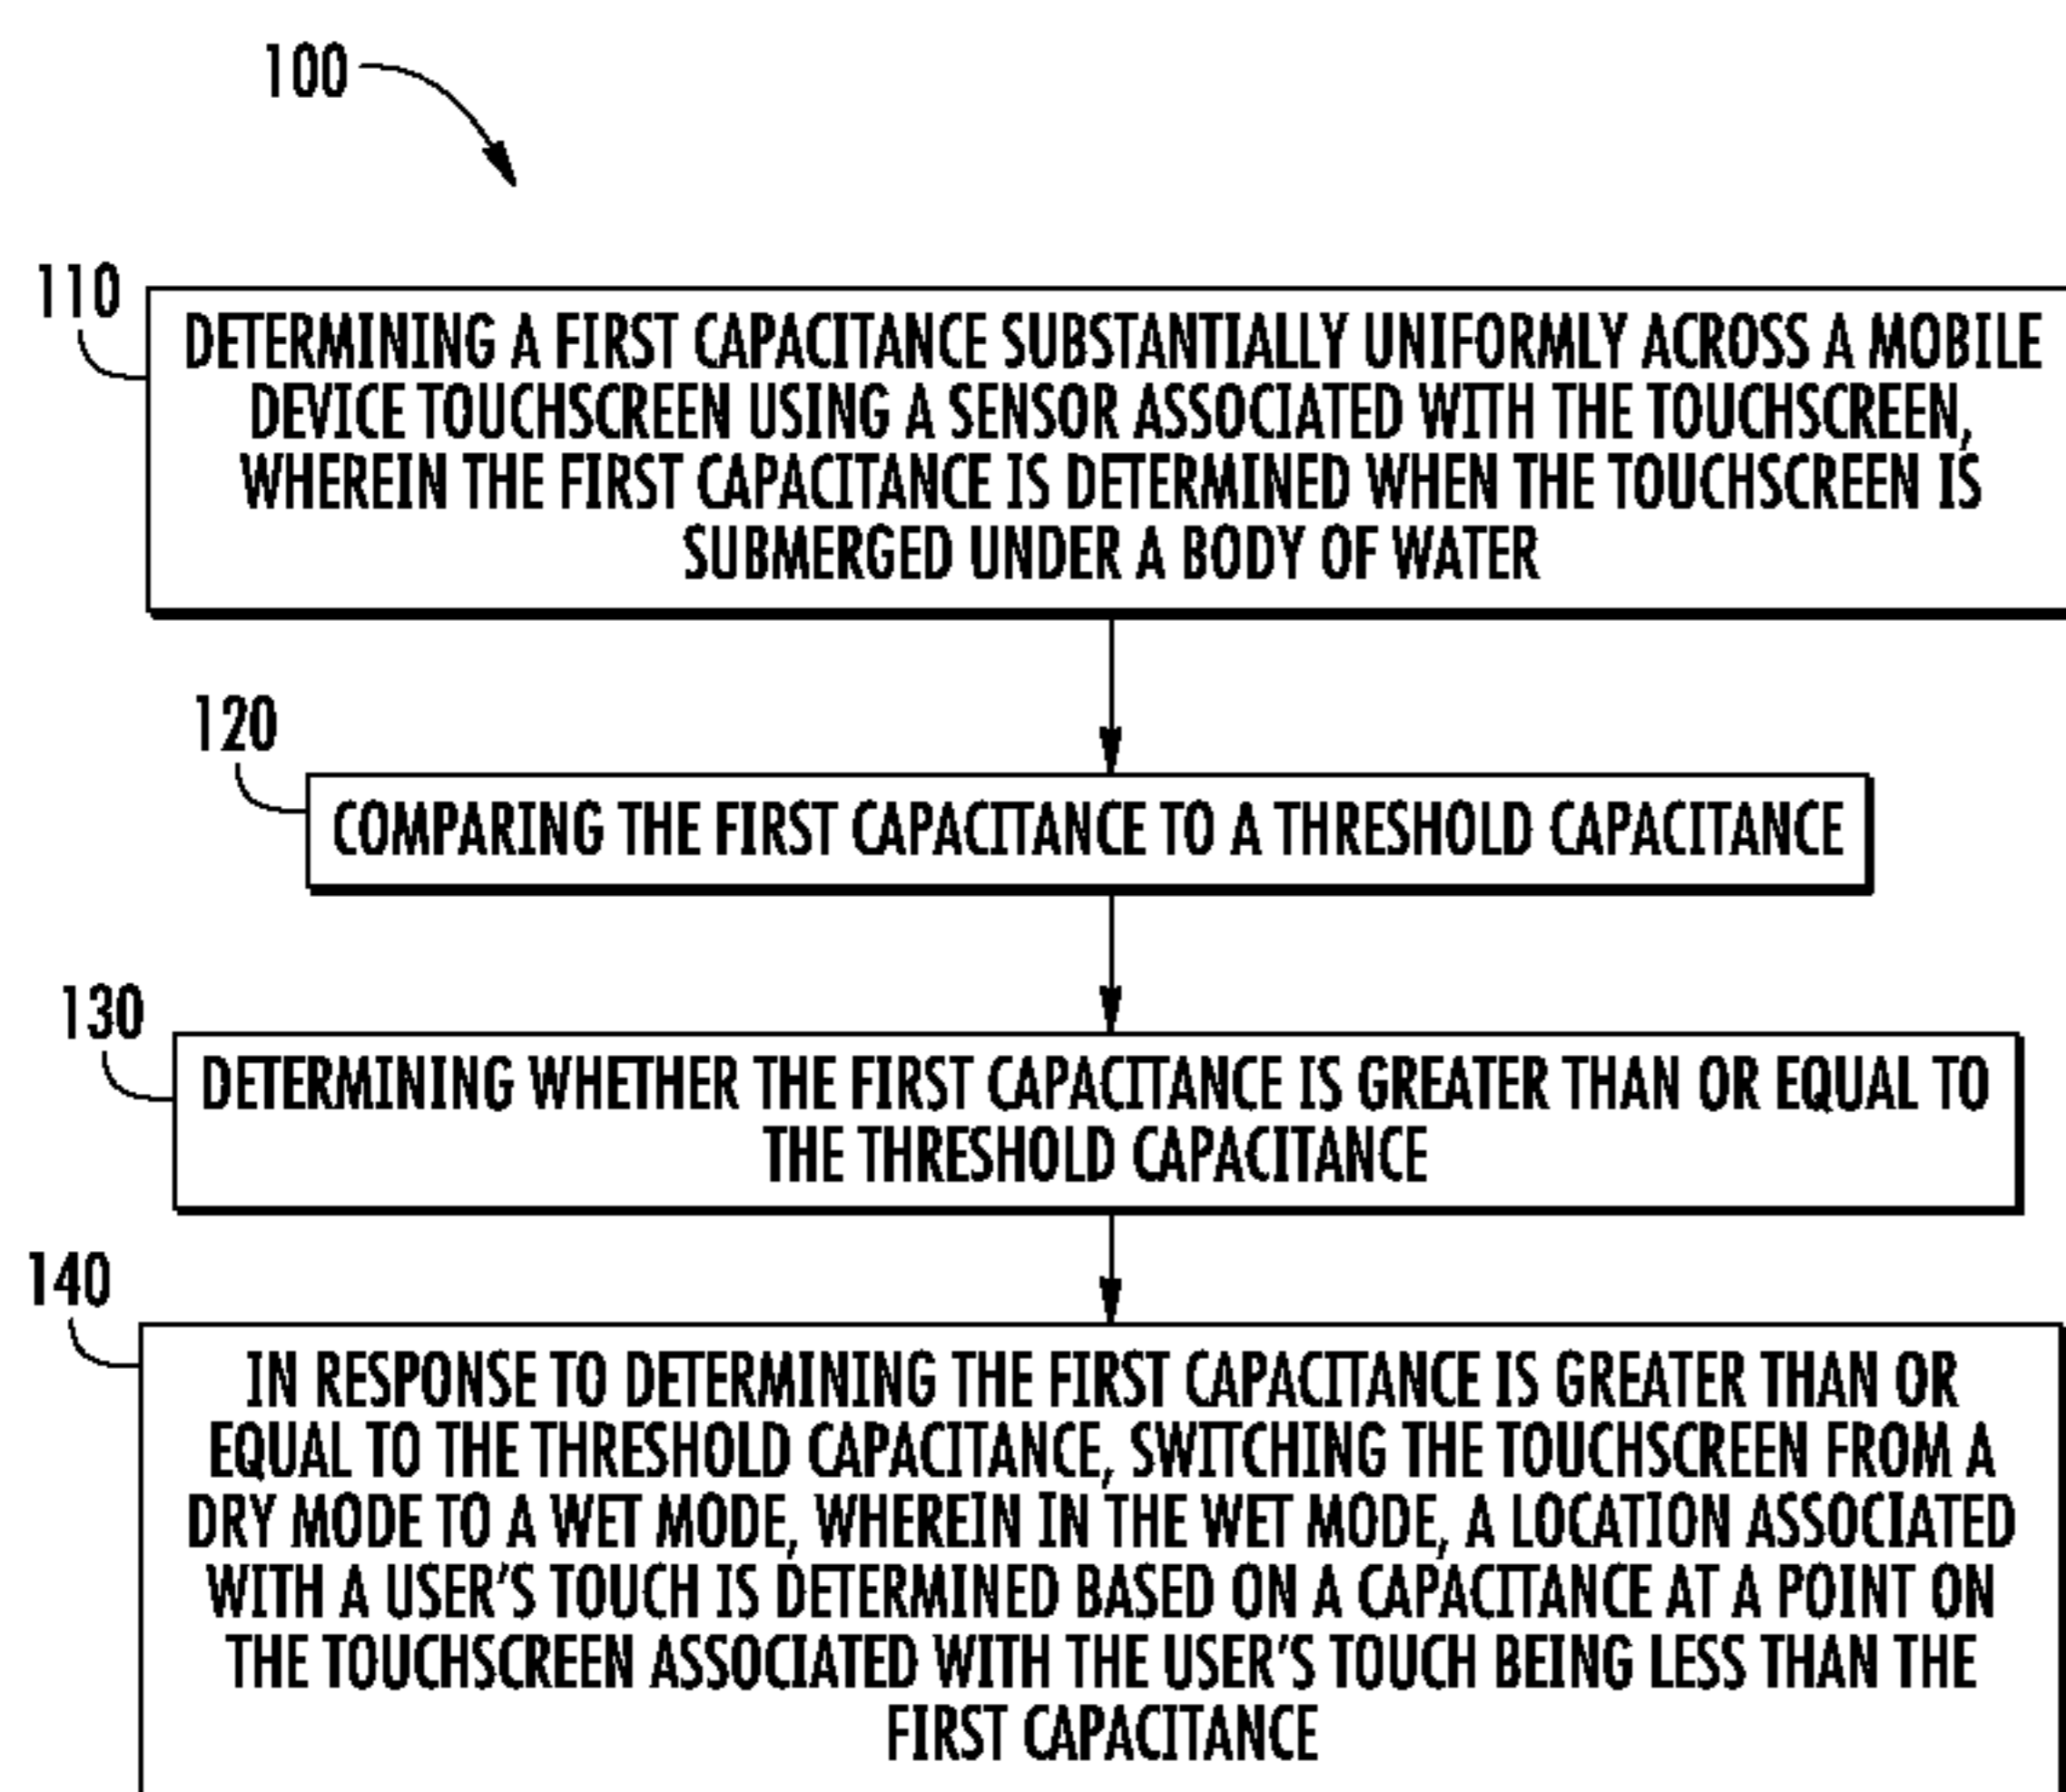 100
110
DETERMINING A FIRST CAPACITANCE SUBSTANTIALLY UNIFORMLY ACROSS A MOBILE
DEVICE TOUCHSCREEN USING A SENSOR ASSOCIATED WITH THE TOUCHSCREEN,
WHEREIN THE FIRST CAPACITANCE IS DETERMINED WHEN THE TOUCHSCREEN IS
SUBMERGED UNDER A BODY OF WATER
120
COMPARING THE FIRST CAPACITANCE TO A THRESHOLD CAPACITANCE
130
DETERMINING WHETHER THE FIRST CAPACITANCE IS GREATER THAN OR EQUAL TO
THE THRESHOLD CAPACITANCE
140
IN RESPONSE TO DETERMINING THE FIRST CAPACITANCE IS GREATER THAN OR
EQUAL TO THE THRESHOLD CAPACITANCE, SWITCHING THE TOUCHSCREEN FROM A
DRY MODE TO A WET MODE, WHEREIN IN THE WET MODE, A LOCATION ASSOCIATED
WITH A USER'S TOUCH IS DETERMINED BASED ON A CAPACITANCE AT A POINT ON
THE TOUCHSCREEN ASSOCIATED WITH THE USER'S TOUCH BEING LESS THAN THE
FIRST CAPACITANCE